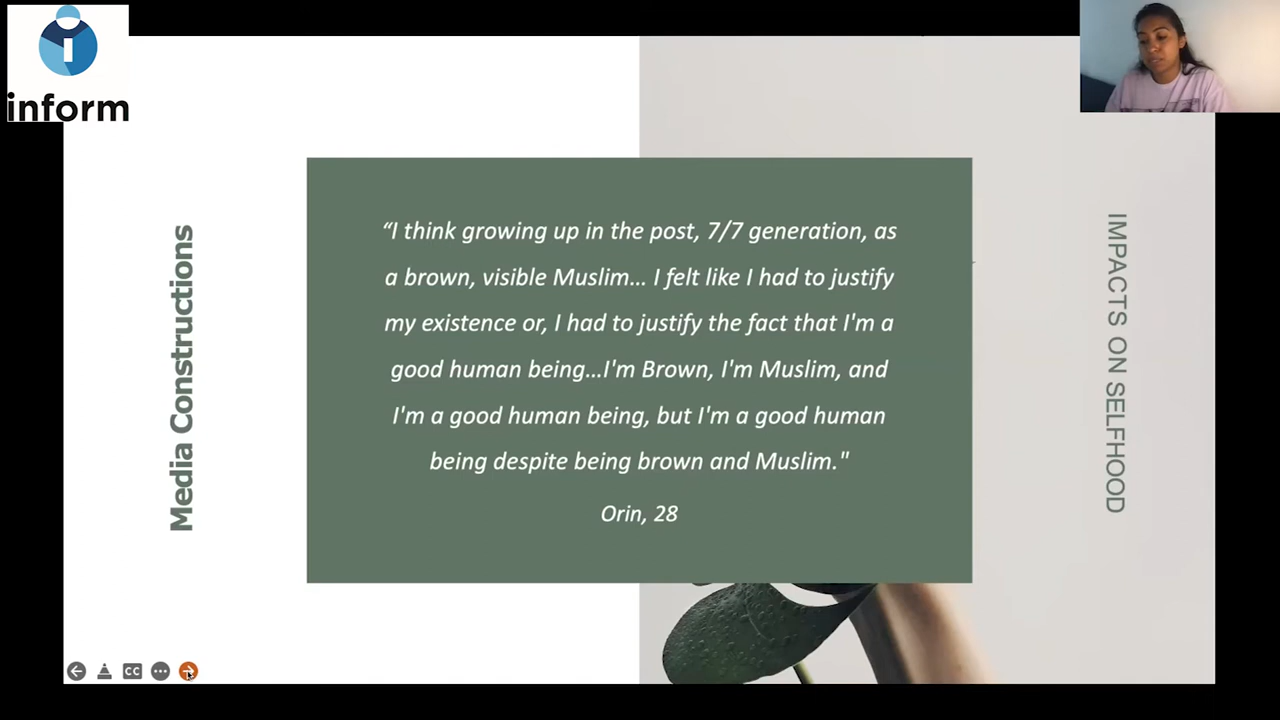 inform
Media Constructions
“I think growing up in the post, 7/7 generation, as
a brown, visible Muslim… I felt like I had to justify
my existence or, I had to justify the fact that I'm a
good human being…I'm Brown, I'm Muslim, and
I'm a good human being, but I'm a good human
being despite being brown and Muslim."
Orin, 28
IMPACTS ON SELFHOOD
CC